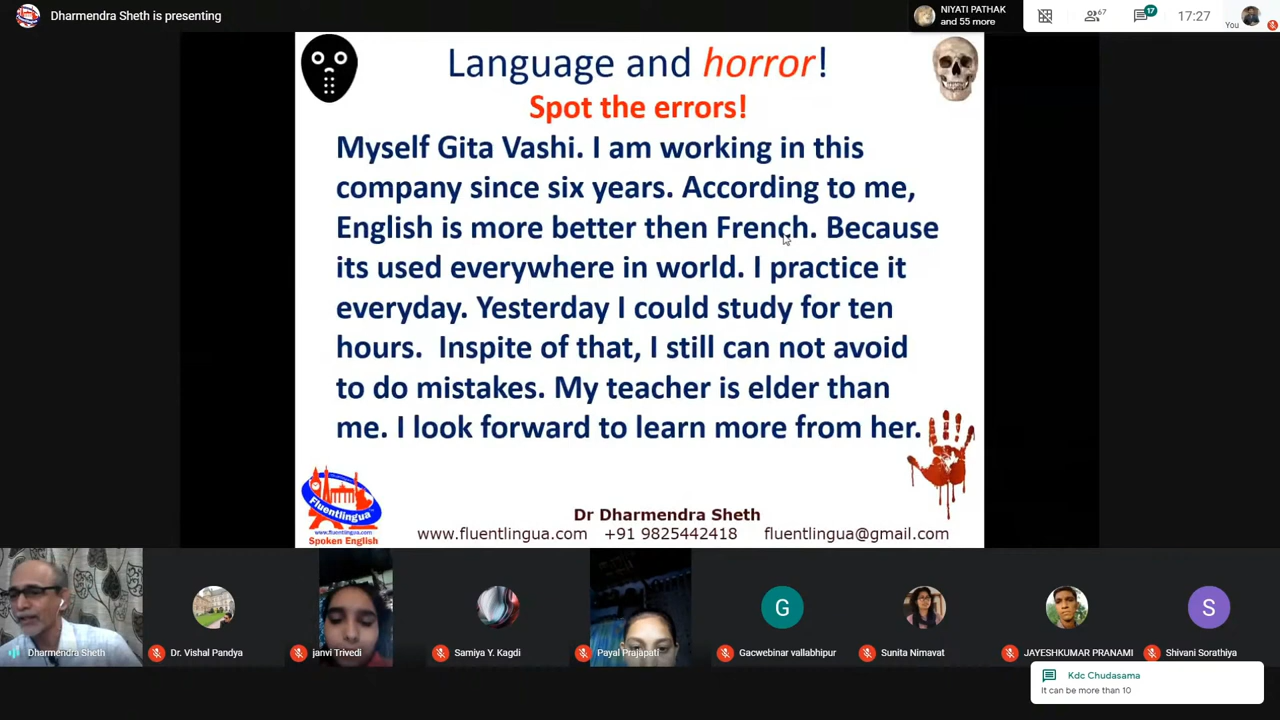 Dharmendra Sheth is presenting
NIYATI PATHAK
and 55 more
67
17
17:27
You
Language and horror!
Spot the errors!
Myself Gita Vashi. I am working in this
company since six years. According to me,
English is more better then French. Because
its used everywhere in world. I practice it
everyday. Yesterday I could study for ten
hours.  Inspite of that, I still can not avoid
to do mistakes. My teacher is elder than
me. I look forward to learn more from her.
Fluentlingua
www.fluentlingua.com
Spoken English
Dr Dharmendra Sheth
www.fluentlingua.com +91 9825442418 fluentlingua@gmail.com
Dharmendra Sheth
Dr. Vishal Pandya
janvi Trivedi
Samiya Y. Kagdi
Payal Prajapati
Gacwebinar vallabhipur
Sunita Nimavat
JAYESHKUMAR PRANAMI
Shivani Sorathiya
G
S
Kdc Chudasama
It can be more than 10